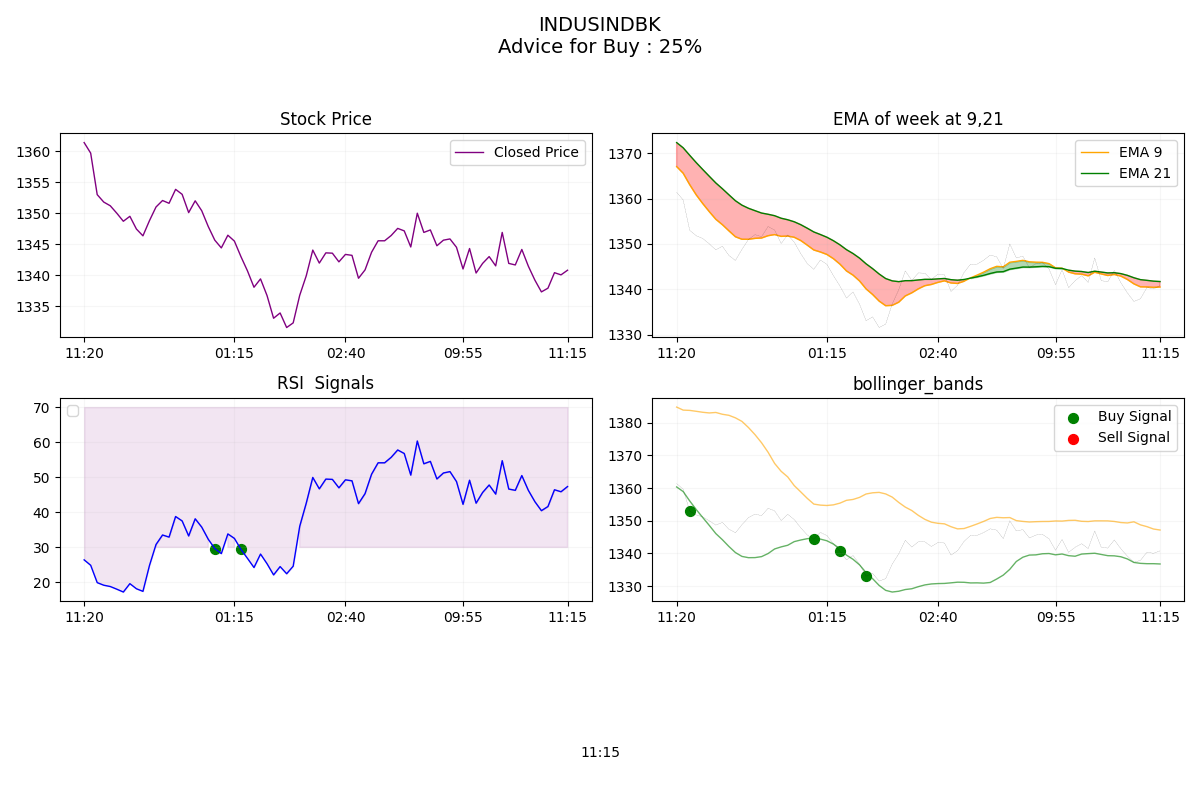 INDUSINDBK
Advice for Buy : 25%
Stock Price
1360
1355
1350
1345
1340
1335
Closed Price
11:20 01:15 02:40 09:55 11:15
EMA of week at 9,21
1370
1360
1350
1340
1330
EMA 9
EMA 21
11:20 01:15 02:40 09:55 11:15
RSI  Signals
70
60
50
40
30
20
11:20 01:15 02:40 09:55 11:15
bollinger_bands
1380
1370
1360
1350
1340
1330
Buy Signal
Sell Signal
11:20 01:15 02:40 09:55 11:15
11:15